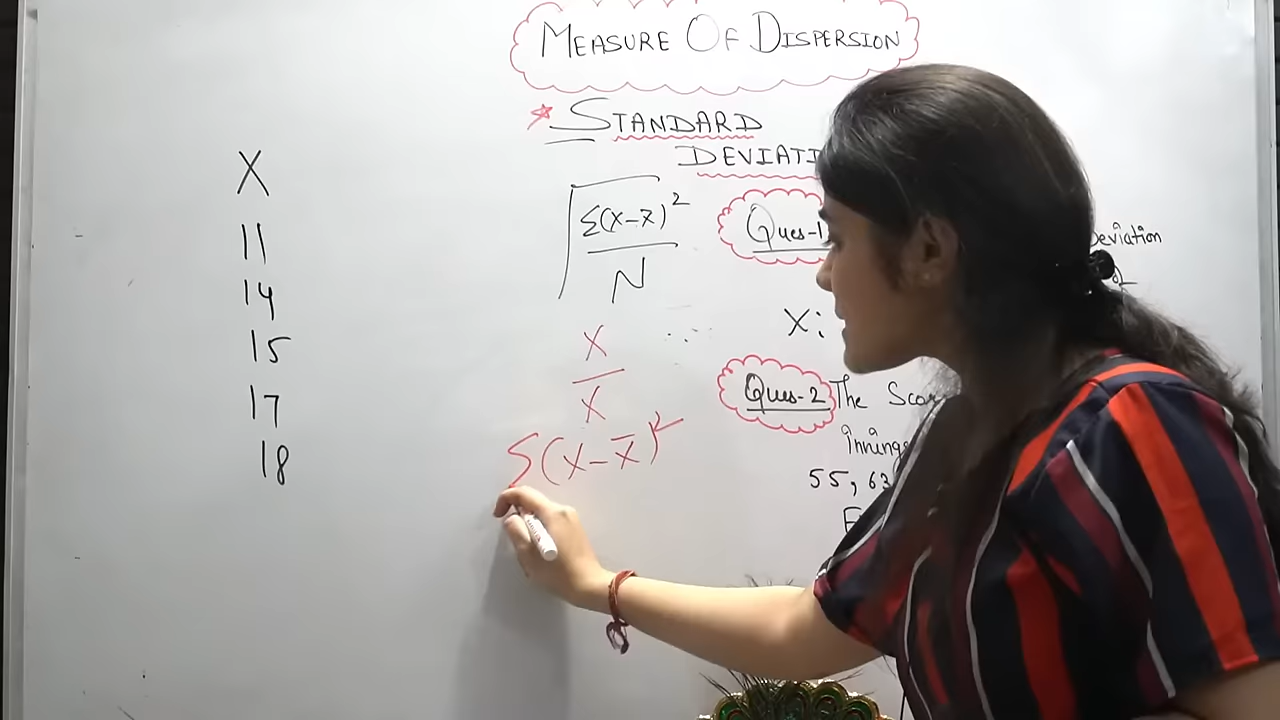 MEASURE OF DISPERSION
STANDARD
DEVIATI
√Σ(X-x̄)²/N
Ques-1
Deviation
X:
X
11
14
15
17
18
x
x̄
Σ(x-x̄)²
Ques-2 The Scor
innings
55, 63